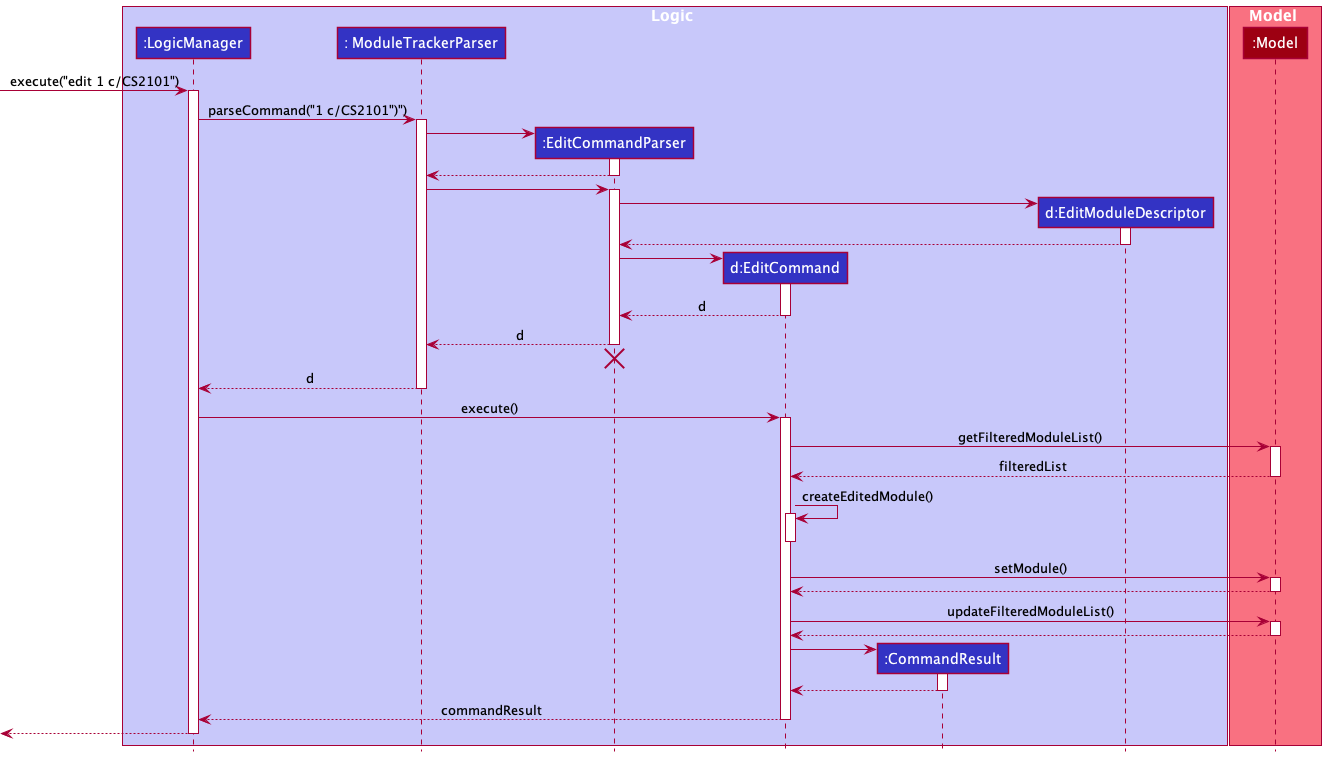 Logic
Model
:LogicManager
: ModuleTrackerParser
:Model
execute("edit 1 c/CS2101")
parseCommand("1 c/CS2101")")
:EditCommandParser
d:EditModuleDescriptor
d:EditCommand
d
d
d
execute()
getFilteredModuleList()
filteredList
createEditedModule()
setModule()
updateFilteredModuleList()
:CommandResult
commandResult